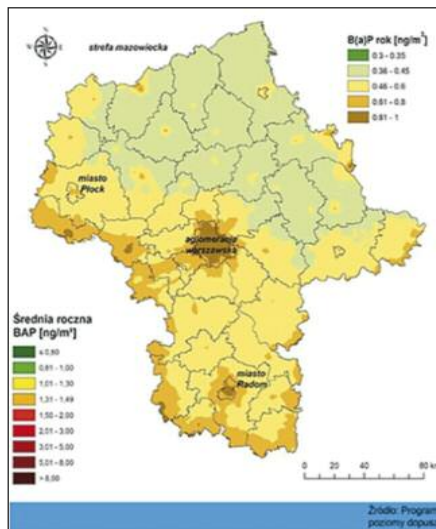 strefa mazowiecka
B(a)P rok [ng/m³]
0.3 - 0.35
0.36 - 0.45
0.46 - 0.6
0.61 - 0.8
0.81 - 1
miasto
Płock
aglomeracja
warszawska
Średnia roczna
BAP [ng/m³]
0,81 - 1,00
1,01 - 1,30
1,31 - 1,49
1,50 - 2,00
2,01 - 3,00
3,01 - 5,00
5,01 - 8,00
> 8,00
miasto
Radom
0 20 40 80 km
Źródło: Program
poziomy dopusz